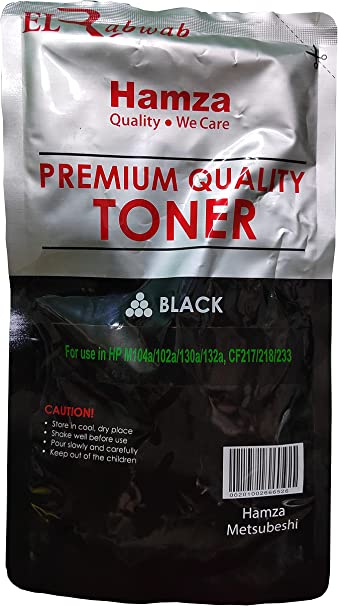 EL Rabwab
Hamza
Quality • We Care
PREMIUM QUALITY
TONER
BLACK
For use in HP M104a/102a/130a/132a, CF217/218/233
CAUTION!
• Store in cool, dry place
• Shake well before use
• Pour slowly and carefully
• Keep out of the children
00201002646926
Hamza
Metsubeshi